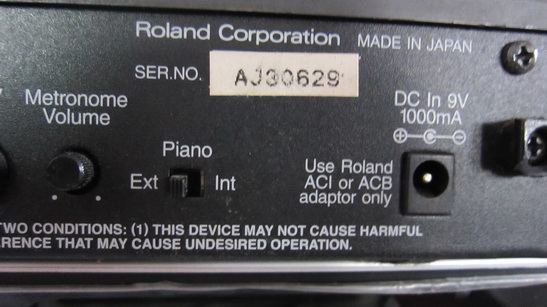 Roland Corporation MADE IN JAPAN
SER.NO. AJ30629
Metronome
Volume
Piano
Ext Int
DC In 9V
1000mA
Use Roland
ACI or ACB
adaptor only
TWO CONDITIONS: (1) THIS DEVICE MAY NOT CAUSE HARMFUL
ERENCE THAT MAY CAUSE UNDESIRED OPERATION.